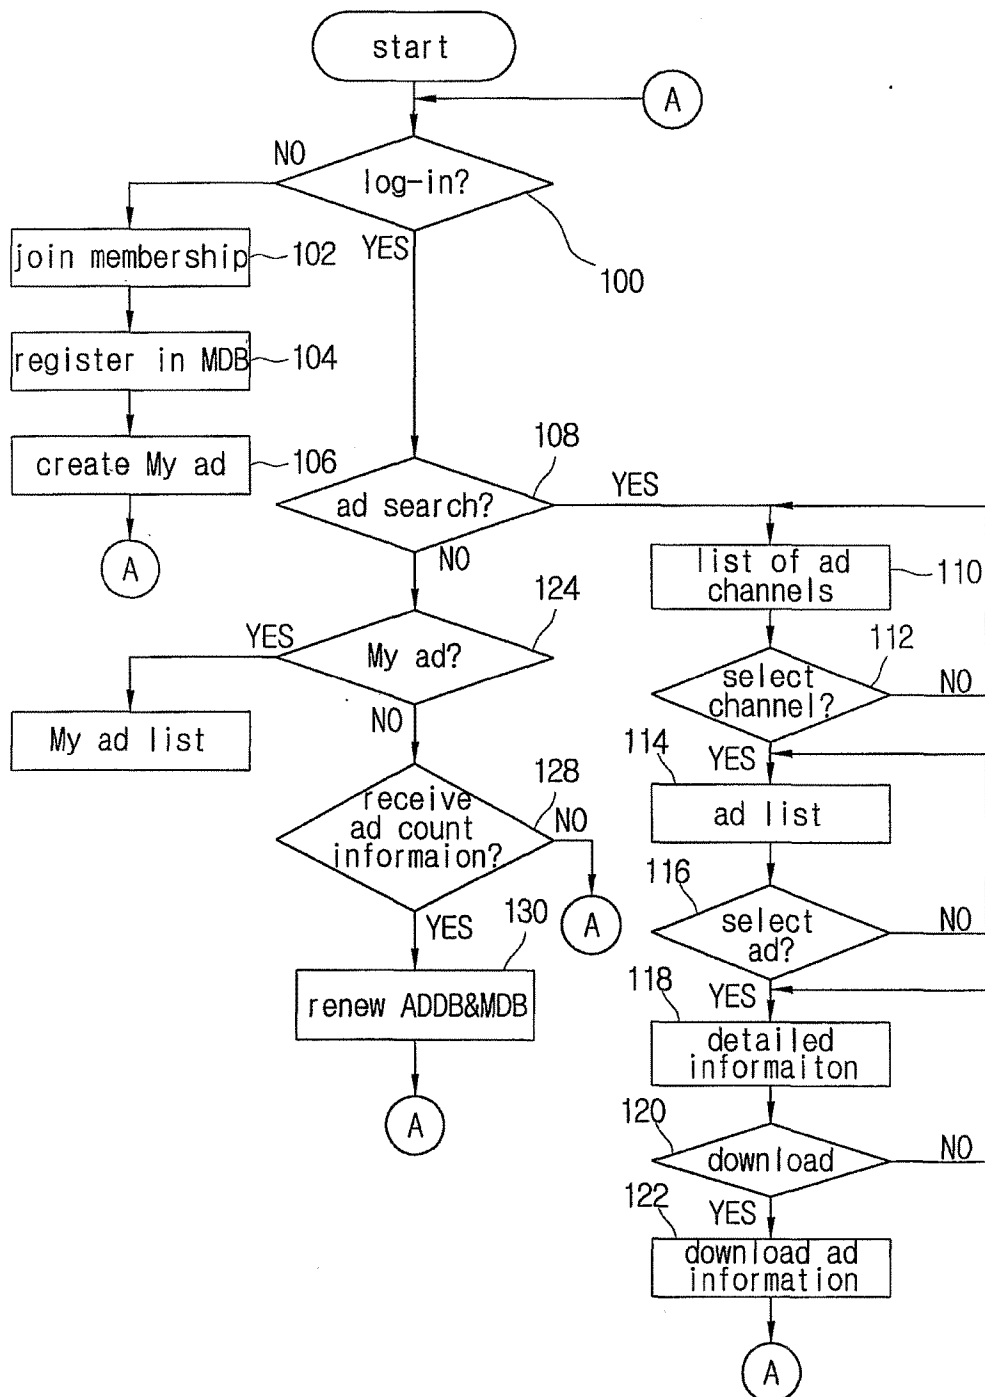 start
A
NO
log-in?
YES
100
join membership
102
register in MDB
104
create My ad
106
A
108
ad search?
YES
NO
list of ad
channels
110
124
YES
My ad?
NO
112
select
channel?
NO
My ad list
114
YES
ad list
128
receive
ad count
informaion?
NO
A
YES
116
select
ad?
NO
130
renew ADDB&MDB
A
118
YES
detailed
informaiton
120
download
NO
122
YES
download ad
information
A